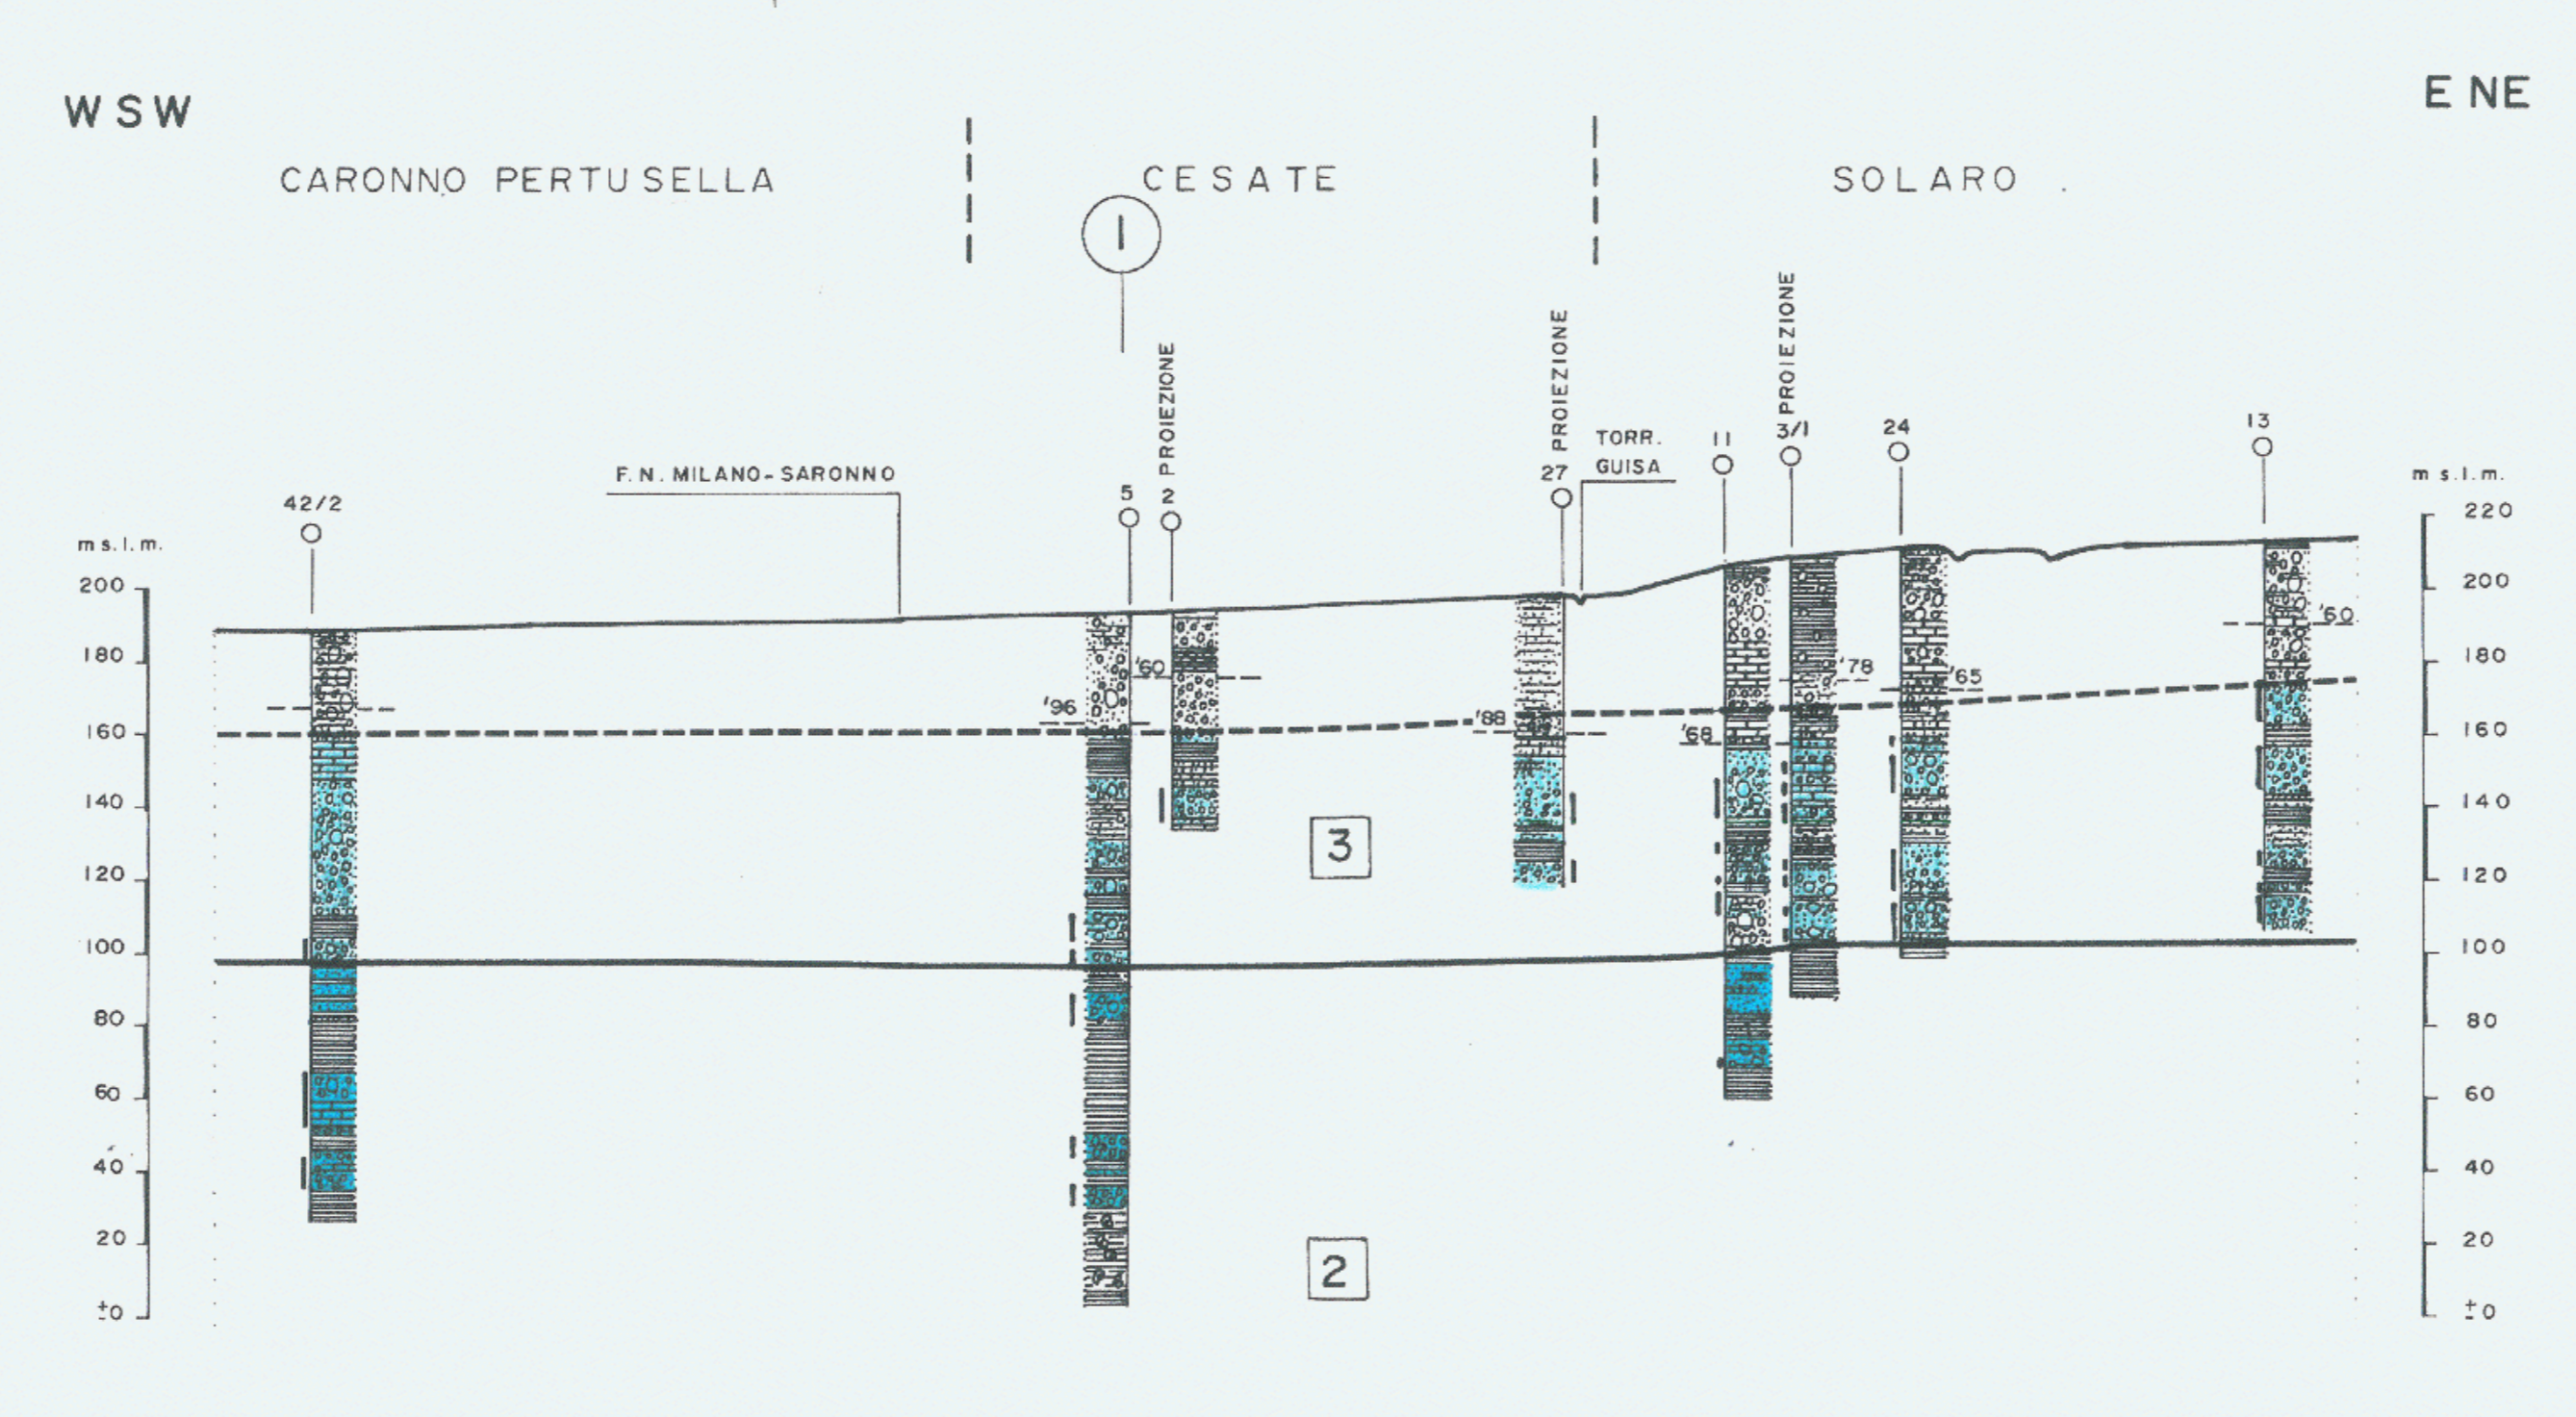 WSW
ENE
CARONNO PERTUSELLA
CESATE
SOLARO
I
PROIEZIONE
PROIEZIONE
PROIEZIONE
F.N. MILANO-SARONNO
TORR.
GUISA
42/2
5
2
27
11
3/1
24
13
m s.l.m.
m s.l.m.
200
180
160
140
120
100
80
60
40
20
±0
220
200
180
160
140
120
100
80
60
40
20
±0
'96
'60
'88
'68
'78
'65
'60
3
2